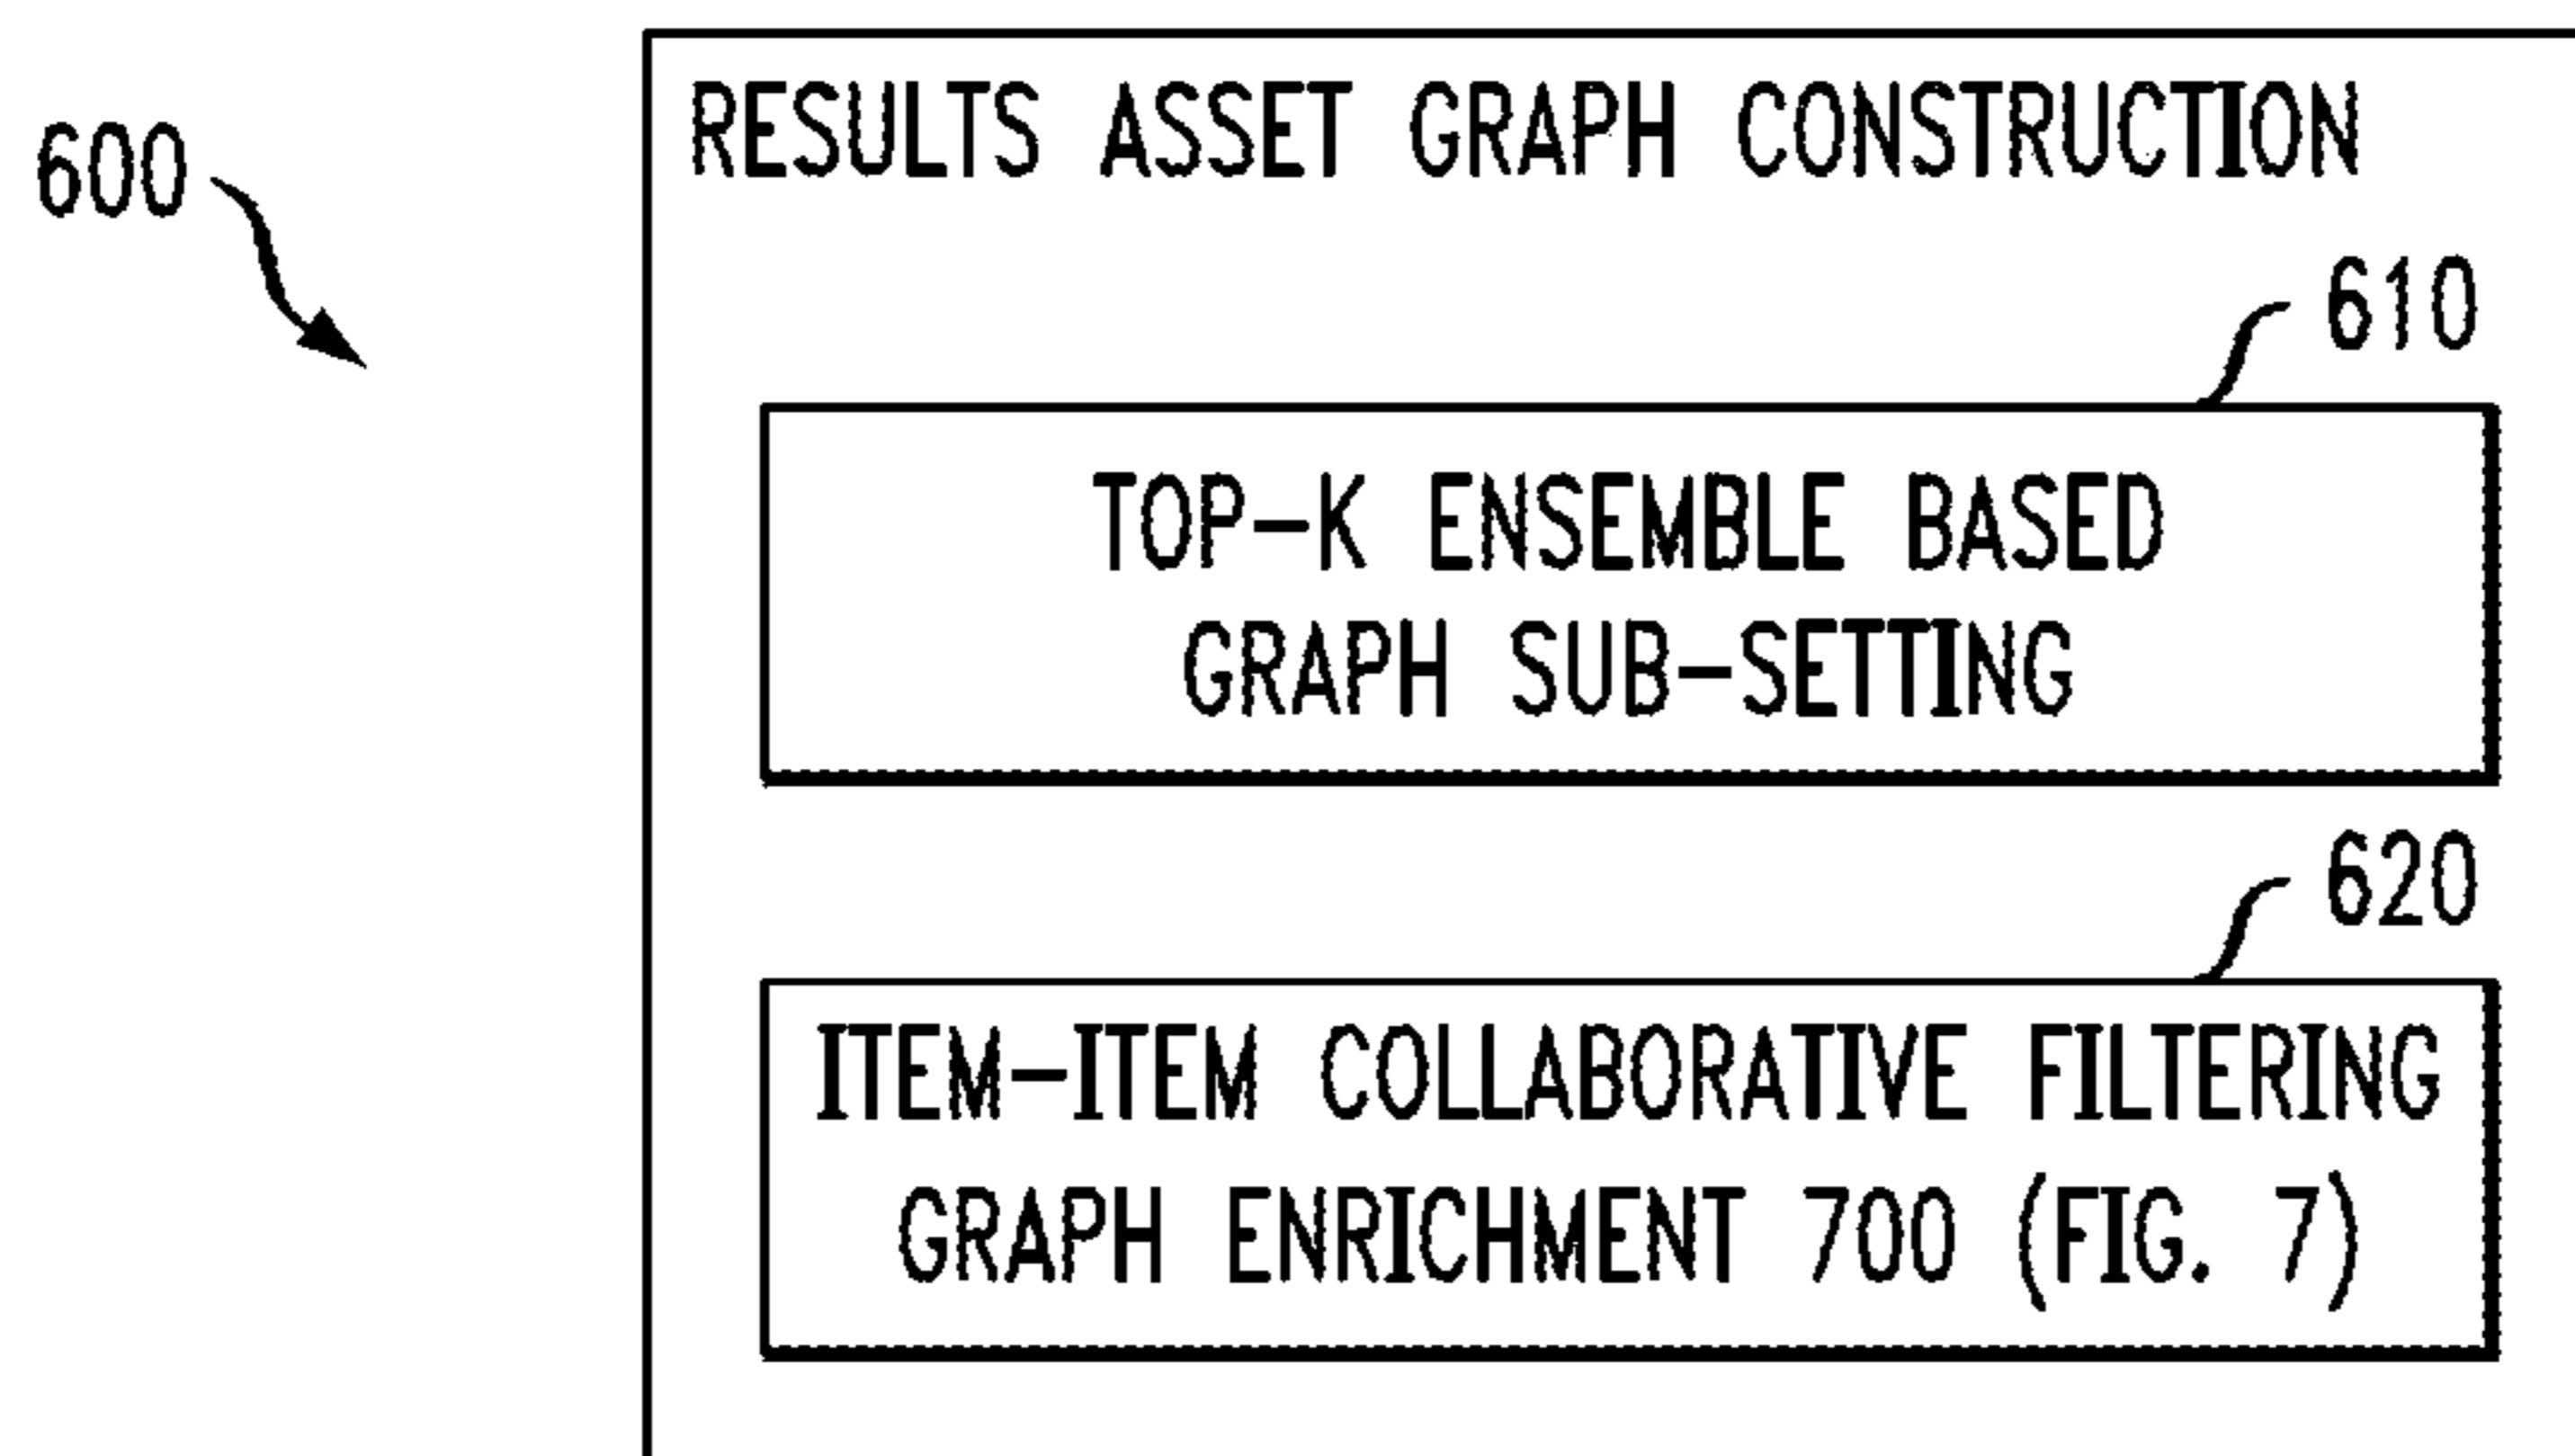 600
RESULTS ASSET GRAPH CONSTRUCTION
610
TOP-K ENSEMBLE BASED
GRAPH SUB-SETTING
620
ITEM-ITEM COLLABORATIVE FILTERING
GRAPH ENRICHMENT 700 (FIG. 7)